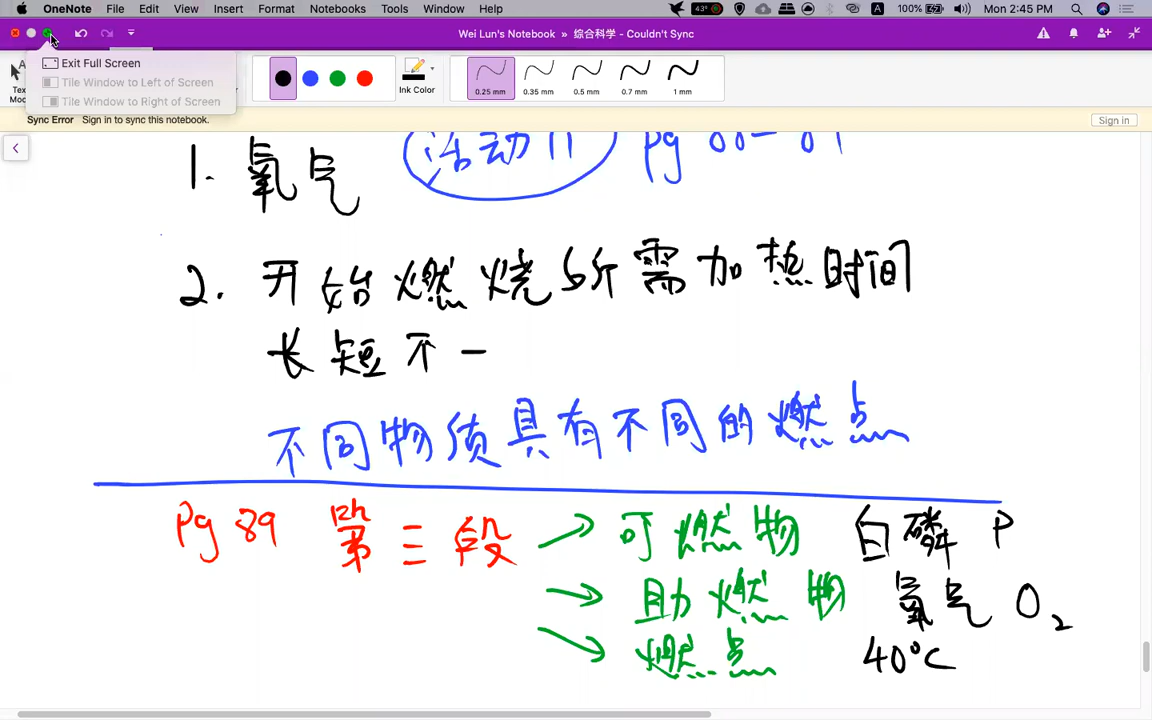 OneNote File Edit View Insert Format Notebooks Tools Window Help 43° A 100% Mon 2:45 PM
Wei Lun's Notebook » 综合科学 - Couldn't Sync
Exit Full Screen
Tile Window to Left of Screen
Tile Window to Right of Screen
Ink Color
0.25 mm 0.35 mm 0.5 mm 0.7 mm 1 mm
Sync Error Sign in to sync this notebook. Sign in
活动 11 pg
1. 氧气
2. 开始燃烧所需加热时间
长短不一
不同物质具有不同的燃点
Pg 89 第三段 → 可燃物 白磷 P
→ 助燃物 氧气 O₂
→ 燃点 40°C